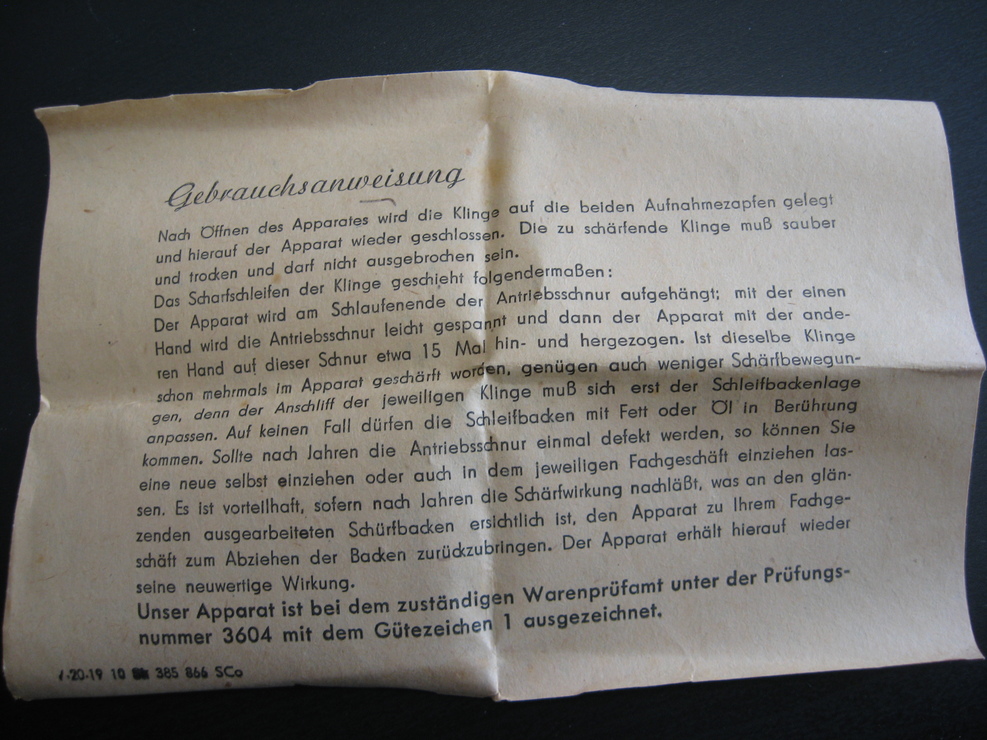 Gebrauchsanweisung
Nach Öffnen des Apparates wird die Klinge auf die beiden Aufnahmezapfen gelegt
und hierauf der Apparat wieder geschlossen. Die zu schärfende Klinge muß sauber
und trocken und darf nicht ausgebrochen sein.
Das Scharfschleifen der Klinge geschieht folgendermaßen:
Der Apparat wird am Schlaufenende der Antriebsschnur aufgehängt; mit der einen
Hand wird die Antriebsschnur leicht gespannt und dann der Apparat mit der ande-
ren Hand auf dieser Schnur etwa 15 Mal hin- und hergezogen. Ist dieselbe Klinge
schon mehrmals im Apparat geschärft worden, genügen auch weniger Schärfbewegun-
gen, denn der Anschliff der jeweiligen Klinge muß sich erst der Schleifbackenlage
anpassen. Auf keinen Fall dürfen die Schleifbacken mit Fett oder Öl in Berührung
kommen. Sollte nach Jahren die Antriebsschnur einmal defekt werden, so können Sie
eine neue selbst einziehen oder auch in dem jeweiligen Fachgeschäft einziehen las-
sen. Es ist vorteilhaft, sofern nach Jahren die Schärfwirkung nachläßt, was an den glän-
zenden ausgearbeiteten Schürfbacken ersichtlich ist, den Apparat zu Ihrem Fachge-
schäft zum Abziehen der Backen zurückzubringen. Der Apparat erhält hierauf wieder
seine neuwertige Wirkung.
Unser Apparat ist bei dem zuständigen Warenprüfamt unter der Prüfungs-
nummer 3604 mit dem Gütezeichen 1 ausgezeichnet.
-20-19 10 385 866 SCo